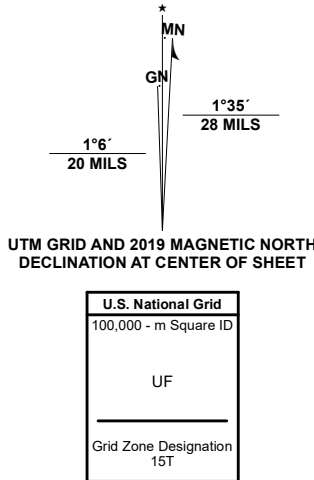 ★
MN
GN
1°35´
28 MILS
1°6´
20 MILS
UTM GRID AND 2019 MAGNETIC NORTH
DECLINATION AT CENTER OF SHEET
U.S. National Grid
100,000 - m Square ID
UF
Grid Zone Designation
15T